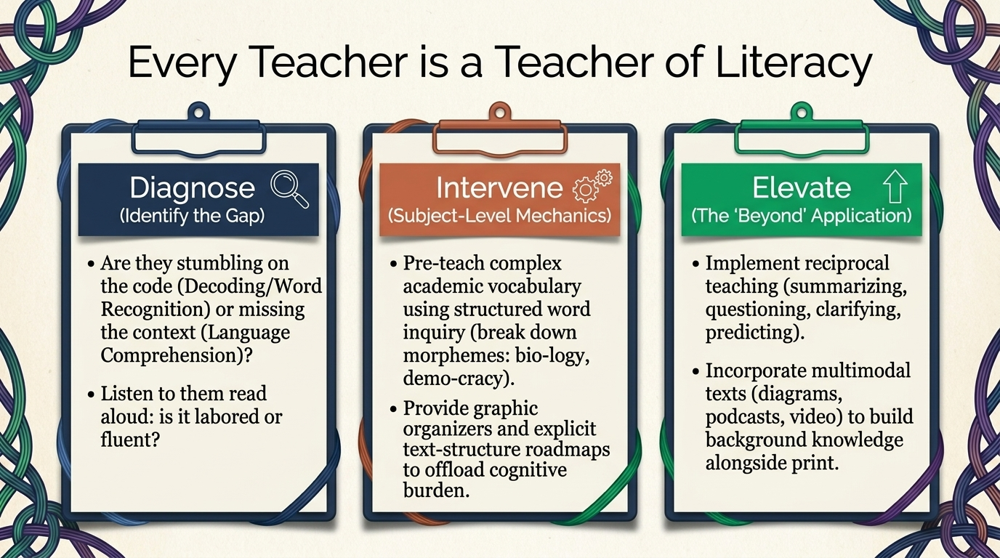 Every Teacher is a Teacher of Literacy
Diagnose
(Identify the Gap)
• Are they stumbling on
the code (Decoding/Word
Recognition) or missing
the context (Language
Comprehension)?
• Listen to them read
aloud: is it labored or
fluent?
Intervene
(Subject-Level Mechanics)
• Pre-teach complex
academic vocabulary
using structured word
inquiry (break down
morphemes: bio-logy,
demo-cracy).
• Provide graphic
organizers and explicit
text-structure roadmaps
to offload cognitive
burden.
Elevate
(The ‘Beyond’ Application)
• Implement reciprocal
teaching (summarizing,
questioning, clarifying,
predicting).
• Incorporate multimodal
texts (diagrams,
podcasts, video) to build
background knowledge
alongside print.